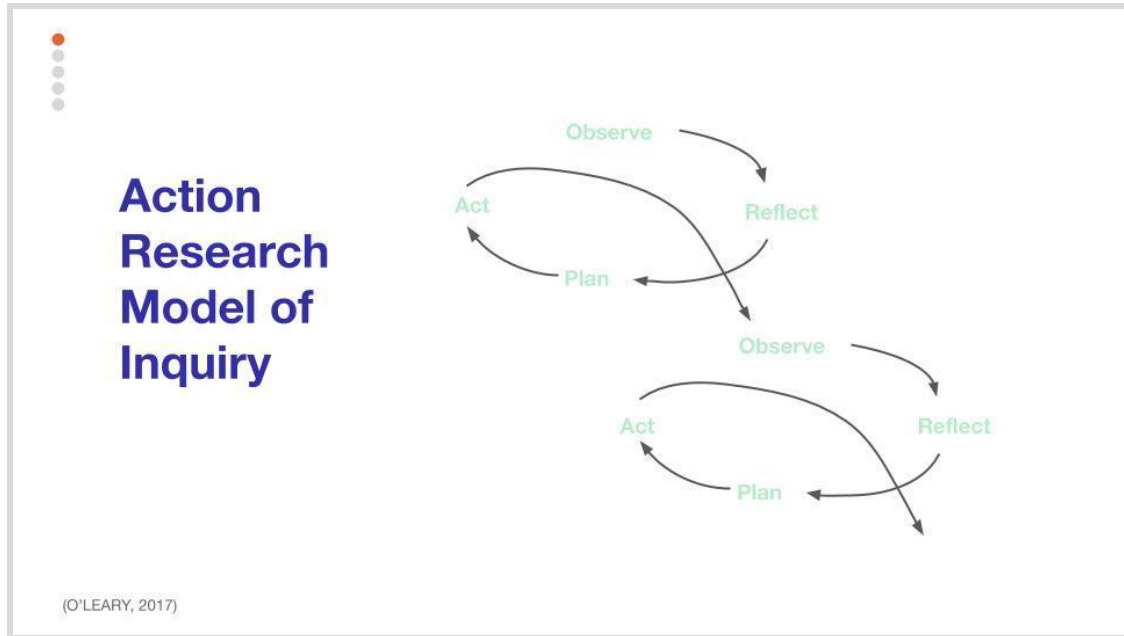 Action
Research
Model of
Inquiry
Observe
Act
Reflect
Plan
Observe
Act
Reflect
Plan
(O'LEARY, 2017)